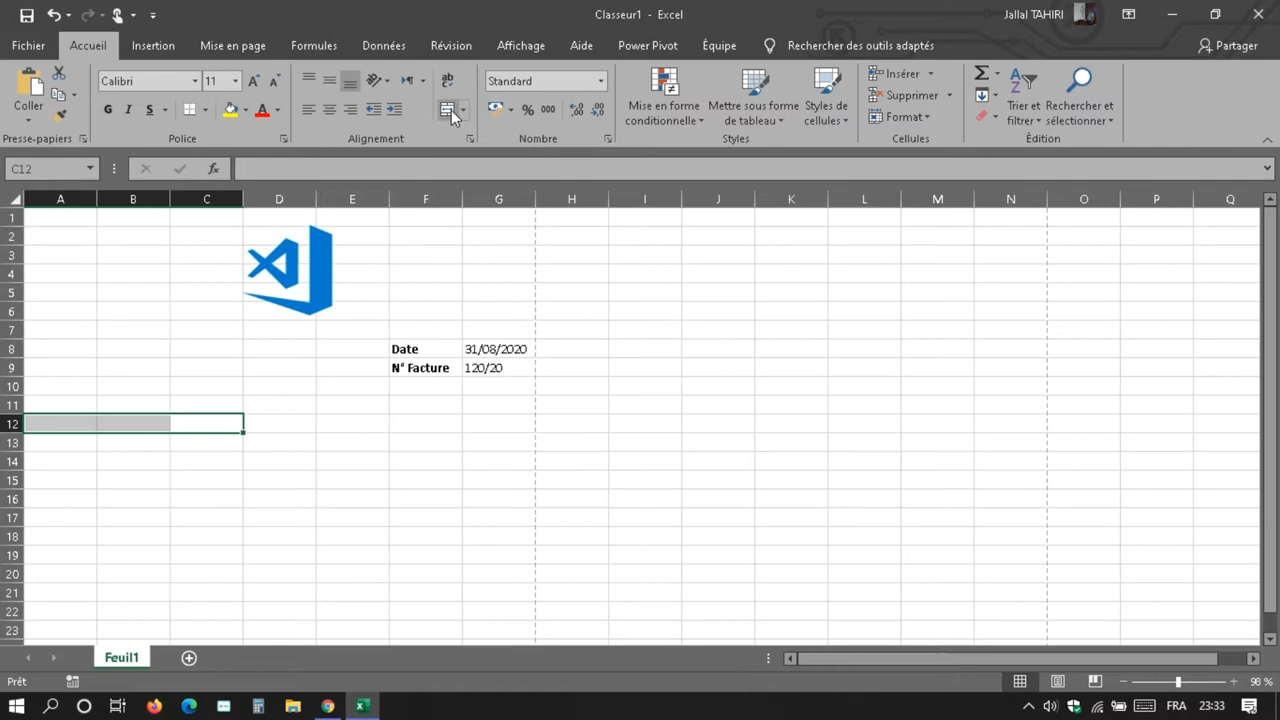 Classeur1 - Excel
Jallal TAHIRI
Fichier Accueil Insertion Mise en page Formules Données Révision Affichage Aide Power Pivot Équipe Rechercher des outils adaptés Partager
Coller
Calibri 11
G I S A
ab
Standard
% 000
Mise en forme conditionnelle
Mettre sous forme de tableau
Styles de cellules
Insérer
Supprimer
Format
Trier et filtrer
Rechercher et sélectionner
Presse-papiers Police Alignement Nombre Styles Cellules Édition
C12 fx
A B C D E F G H I J K L M N O P Q
1
2
3
4
5
6
7
8 Date 31/08/2020
9 N° Facture 120/20
10
11
12
13
14
15
16
17
18
19
20
21
22
23
Feuil1
Prêt 98 %
FRA 23:33